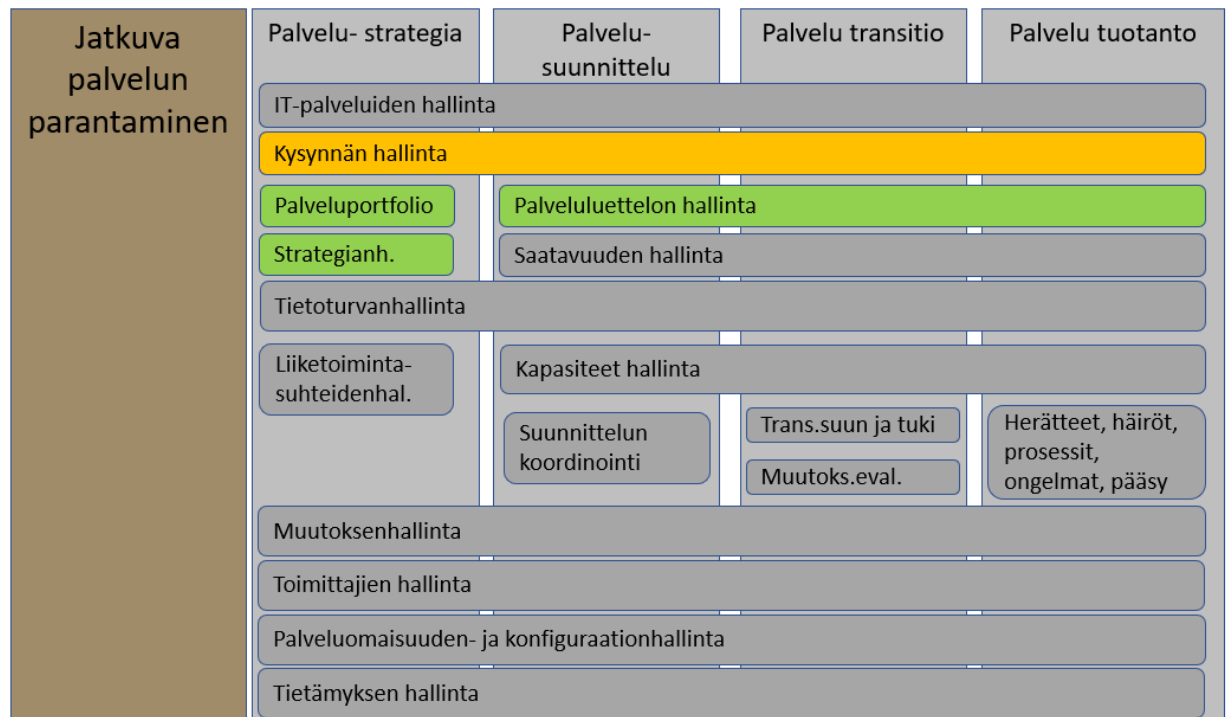 Jatkuva
palvelun
parantaminen
Palvelu- strategia
Palvelu-
suunnittelu
Palvelu transitio
Palvelu tuotanto
IT-palveluiden hallinta
Kysynnän hallinta
Palveluportfolio
Palveluluettelon hallinta
Strategianh.
Saatavuuden hallinta
Tietoturvanhallinta
Liiketoiminta-
suhteidenhal.
Kapasiteet hallinta
Suunnittelun
koordinointi
Trans.suun ja tuki
Muutoks.eval.
Herätteet, häiröt,
prosessit,
ongelmat, pääsy
Muutoksenhallinta
Toimittajien hallinta
Palveluomaisuuden- ja konfiguraationhallinta
Tietämyksen hallinta